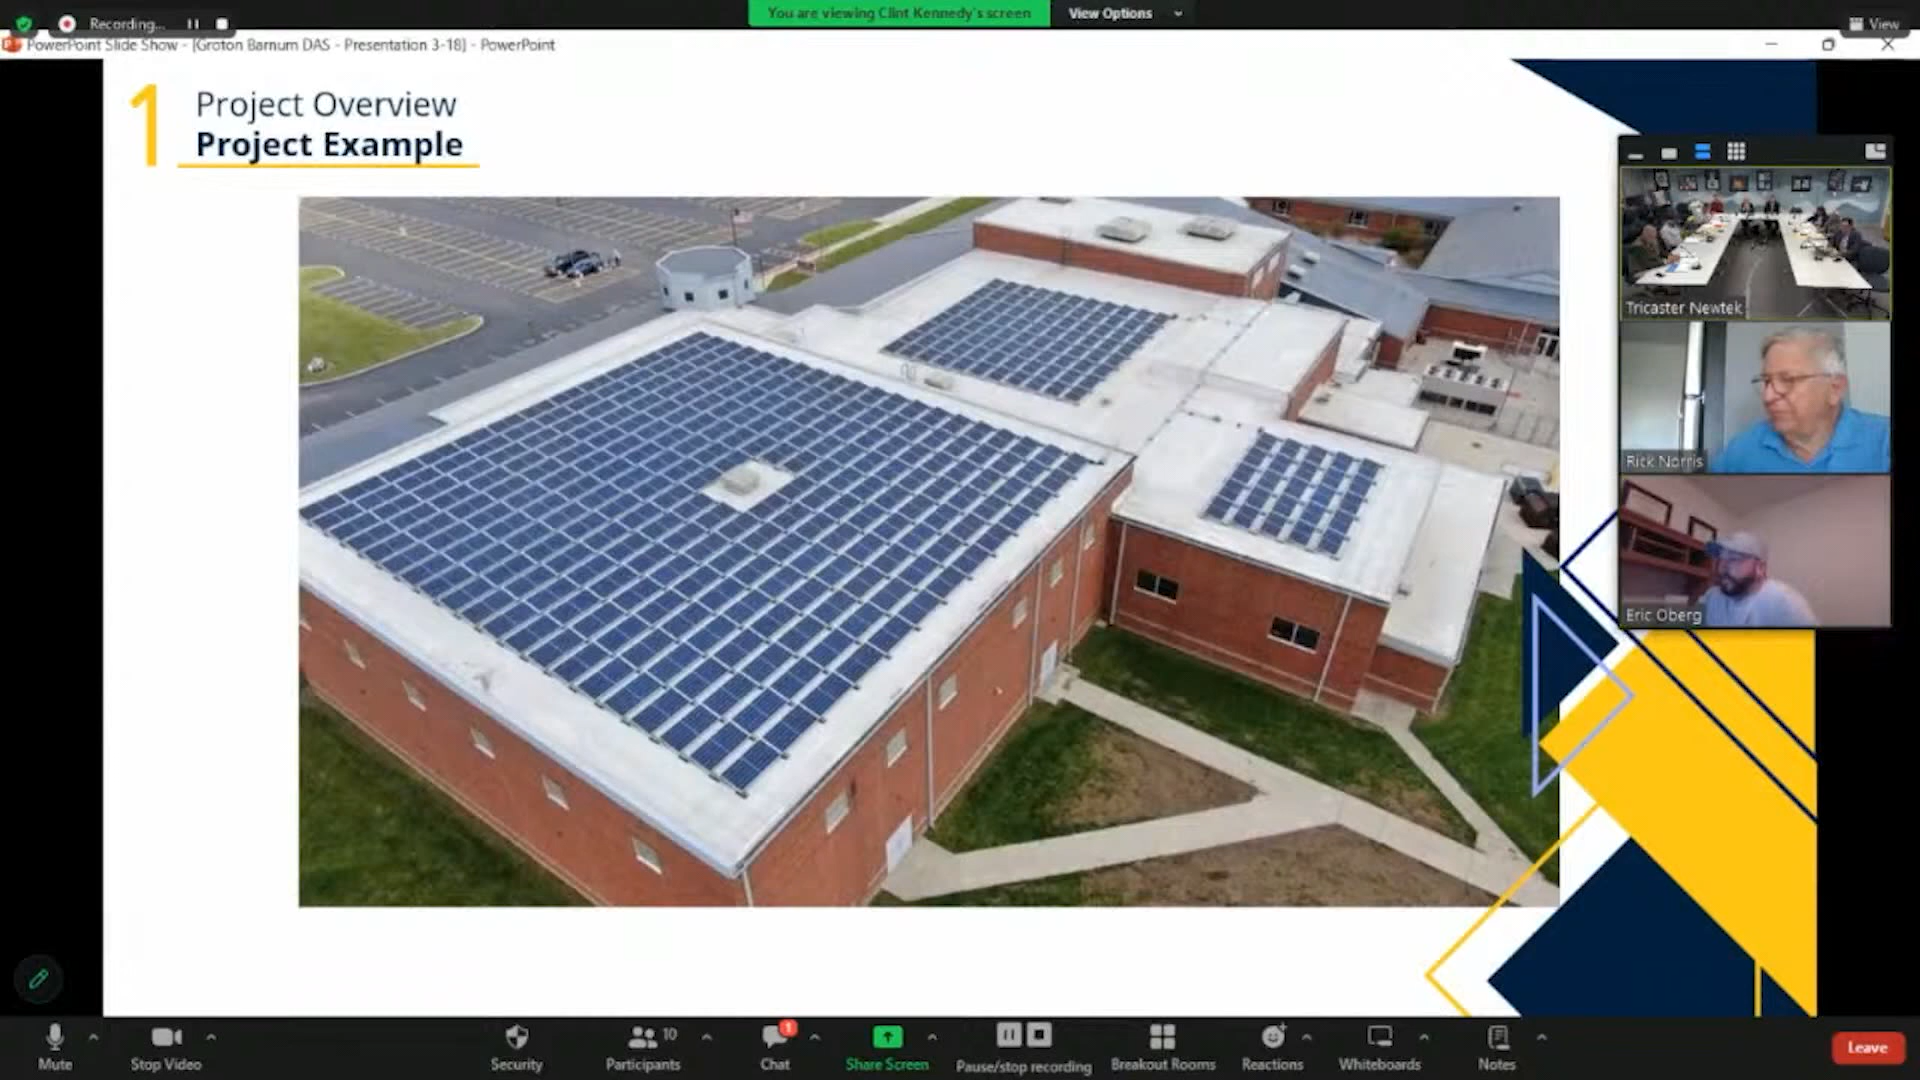 Recording...
You are viewing Clint Kennedy's screen
View Options
View
PowerPoint Slide Show - [Groton Barnum DAS - Presentation 3-18] - PowerPoint
1
Project Overview
Project Example
Tricaster Newtek
Rick Norris
Eric Oberg
Mute
Stop Video
Security
Participants
10
Chat
1
Share Screen
Pause/stop recording
Breakout Rooms
Reactions
Whiteboards
Notes
Leave